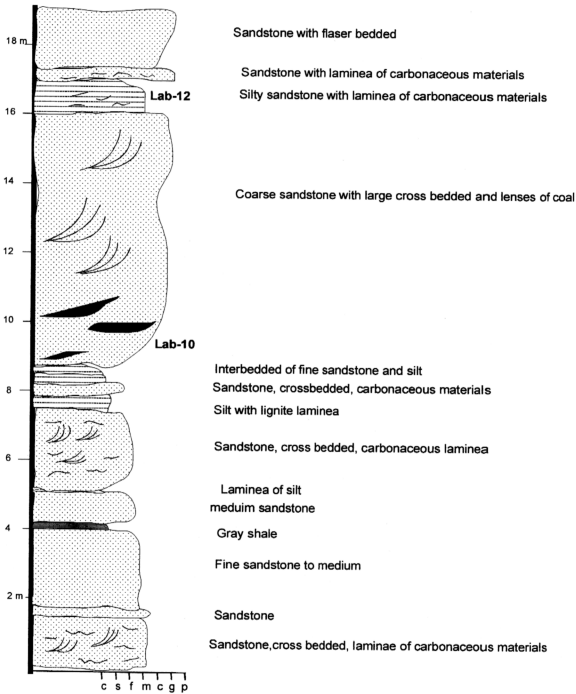 18 m
Sandstone with flaser bedded
Sandstone with laminea of carbonaceous materials
Lab-12
Silty sandstone with laminea of carbonaceous materials
16
14
Coarse sandstone with large cross bedded and lenses of coal
12
10
Lab-10
Interbedded of fine sandstone and silt
8
Sandstone, crossbedded, carbonaceous materials
Silt with lignite laminea
Sandstone, cross bedded, carbonaceous laminea
6
Laminea of silt
meduim sandstone
4
Gray shale
Fine sandstone to medium
2 m
Sandstone
Sandstone,cross bedded, laminae of carbonaceous materials
c s f m c g p